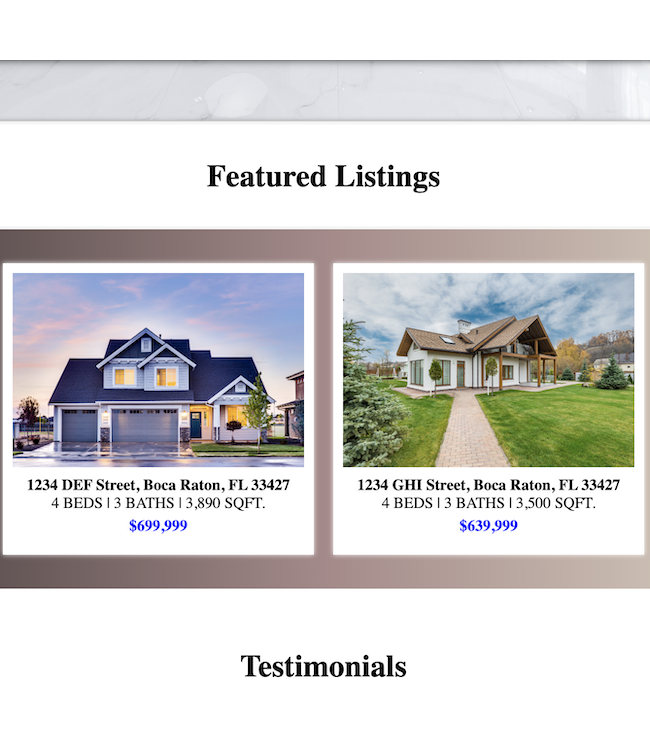 Featured Listings
1234 DEF Street, Boca Raton, FL 33427
4 BEDS | 3 BATHS | 3,890 SQFT.
$699,999
1234 GHI Street, Boca Raton, FL 33427
4 BEDS | 3 BATHS | 3,500 SQFT.
$639,999
Testimonials